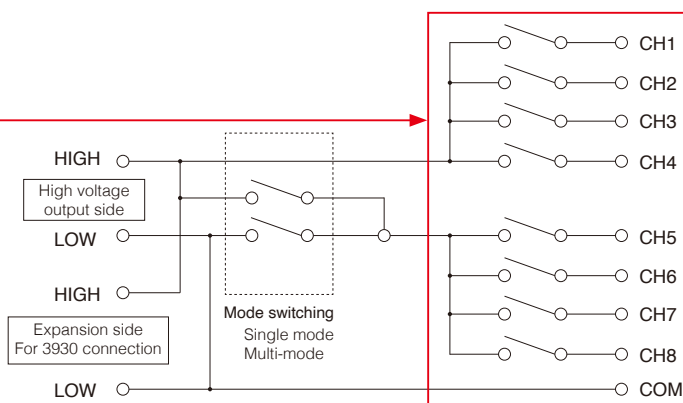 CH1
CH2
CH3
HIGH
CH4
High voltage
output side
LOW
CH5
CH6
HIGH
Mode switching
CH7
Expansion side
For 3930 connection
Single mode
Multi-mode
CH8
LOW
COM